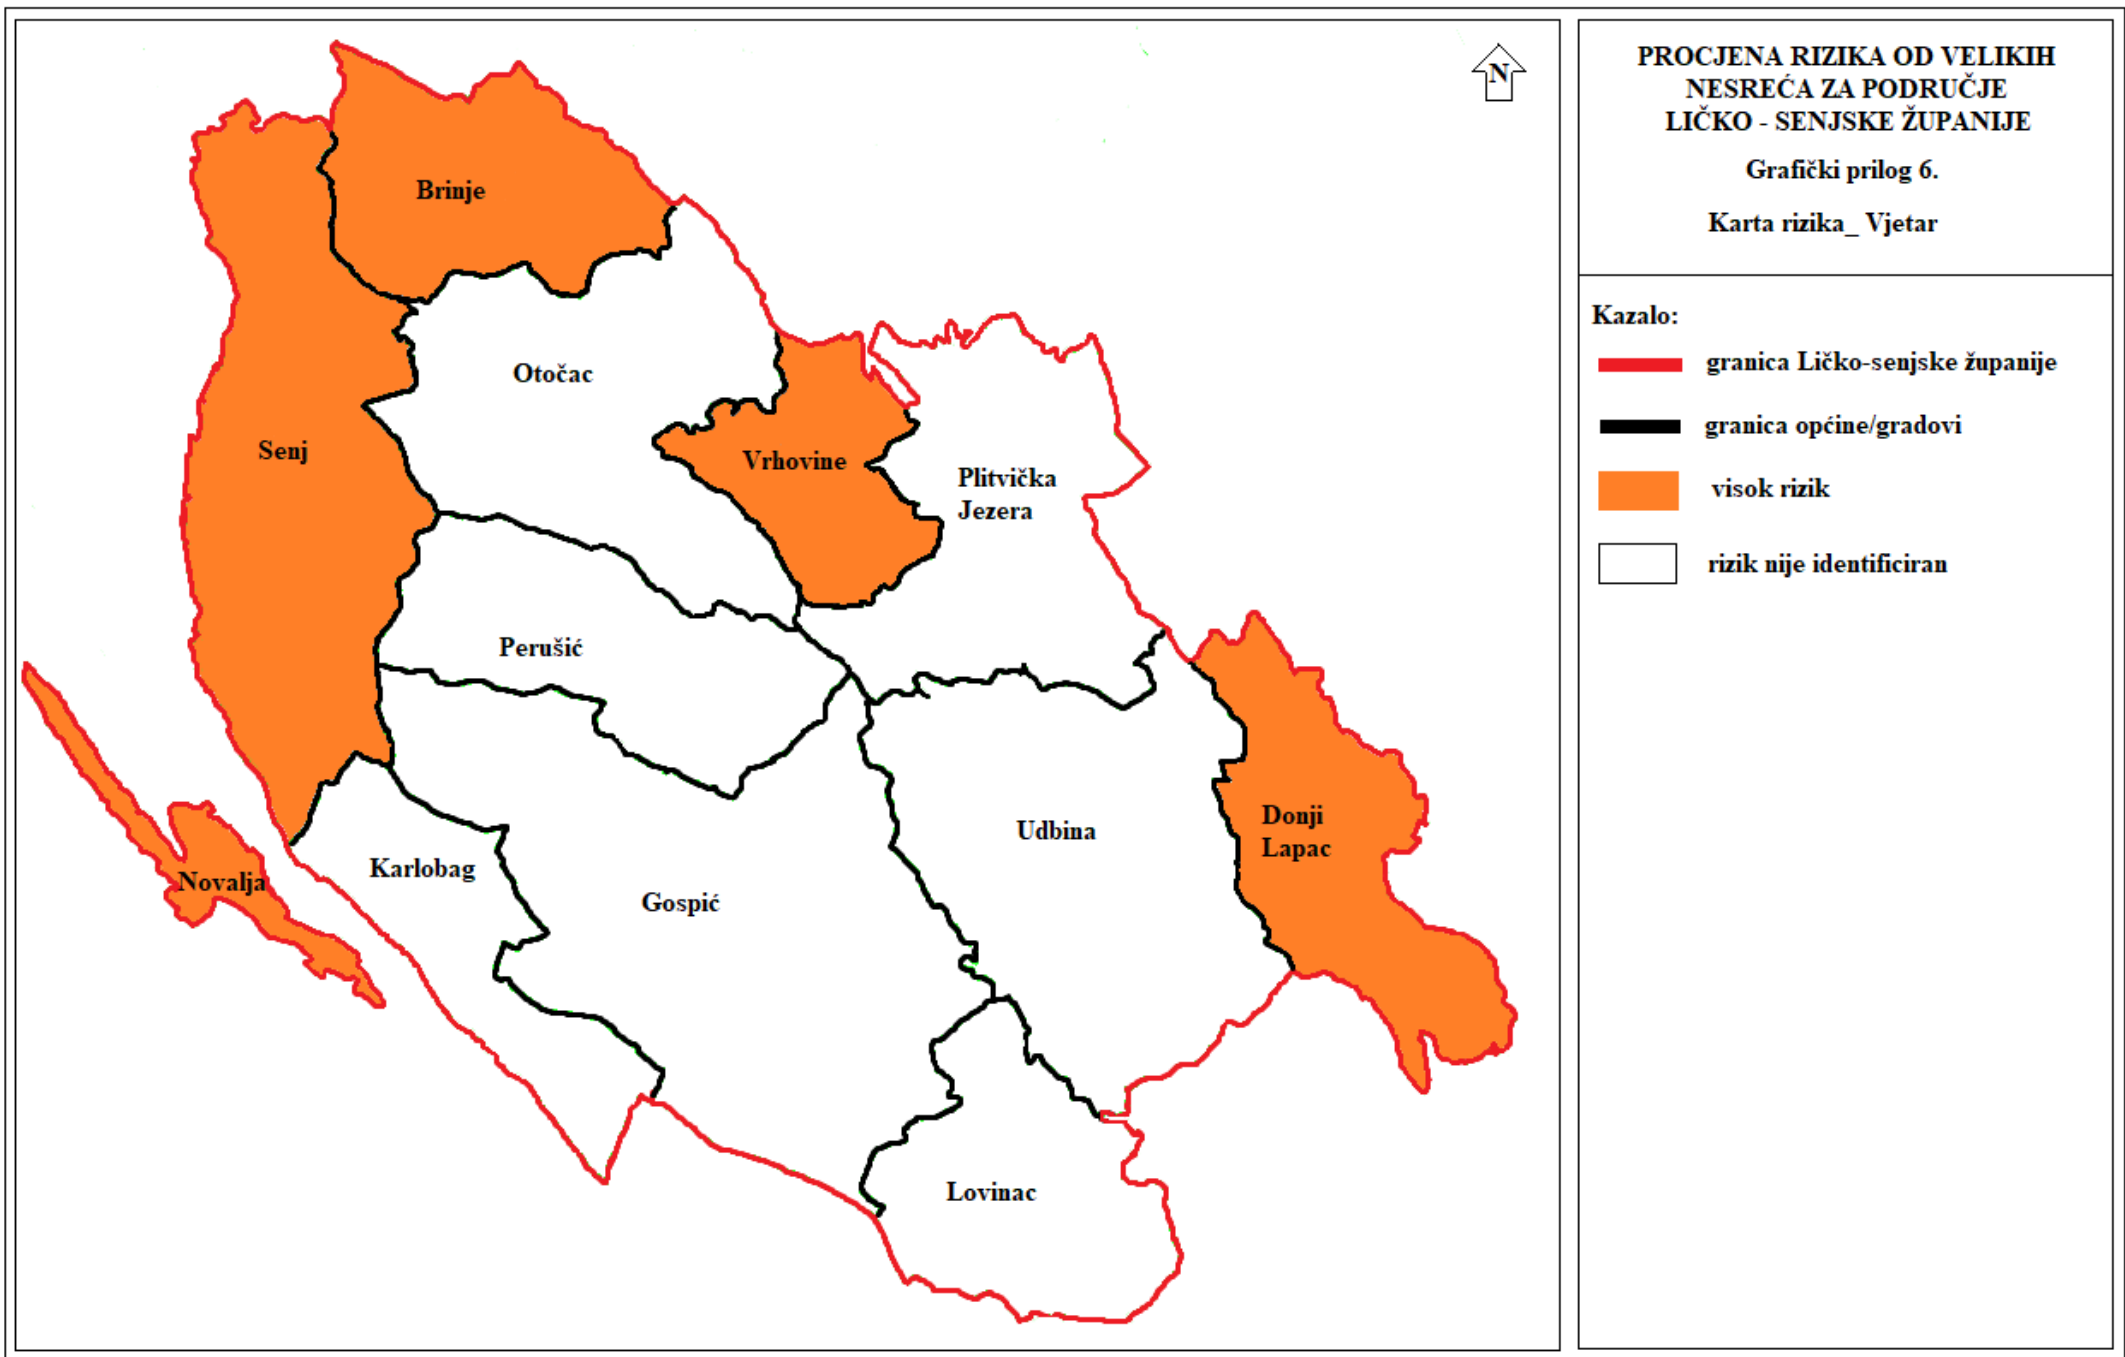 PROCJENA RIZIKA OD VELIKIH
NESREĆA ZA PODRUČJE
LIČKO - SENJSKE ŽUPANIJE
Grafički prilog 6.
Karta rizika_ Vjetar
Kazalo:
granica Ličko-senjske županije
granica općine/gradovi
visok rizik
rizik nije identificiran
N
Brinje
Otočac
Senj
Vrhovine
Plitvička
Jezera
Perušić
Udbina
Donji
Lapac
Karlobag
Novalja
Gospić
Lovinac